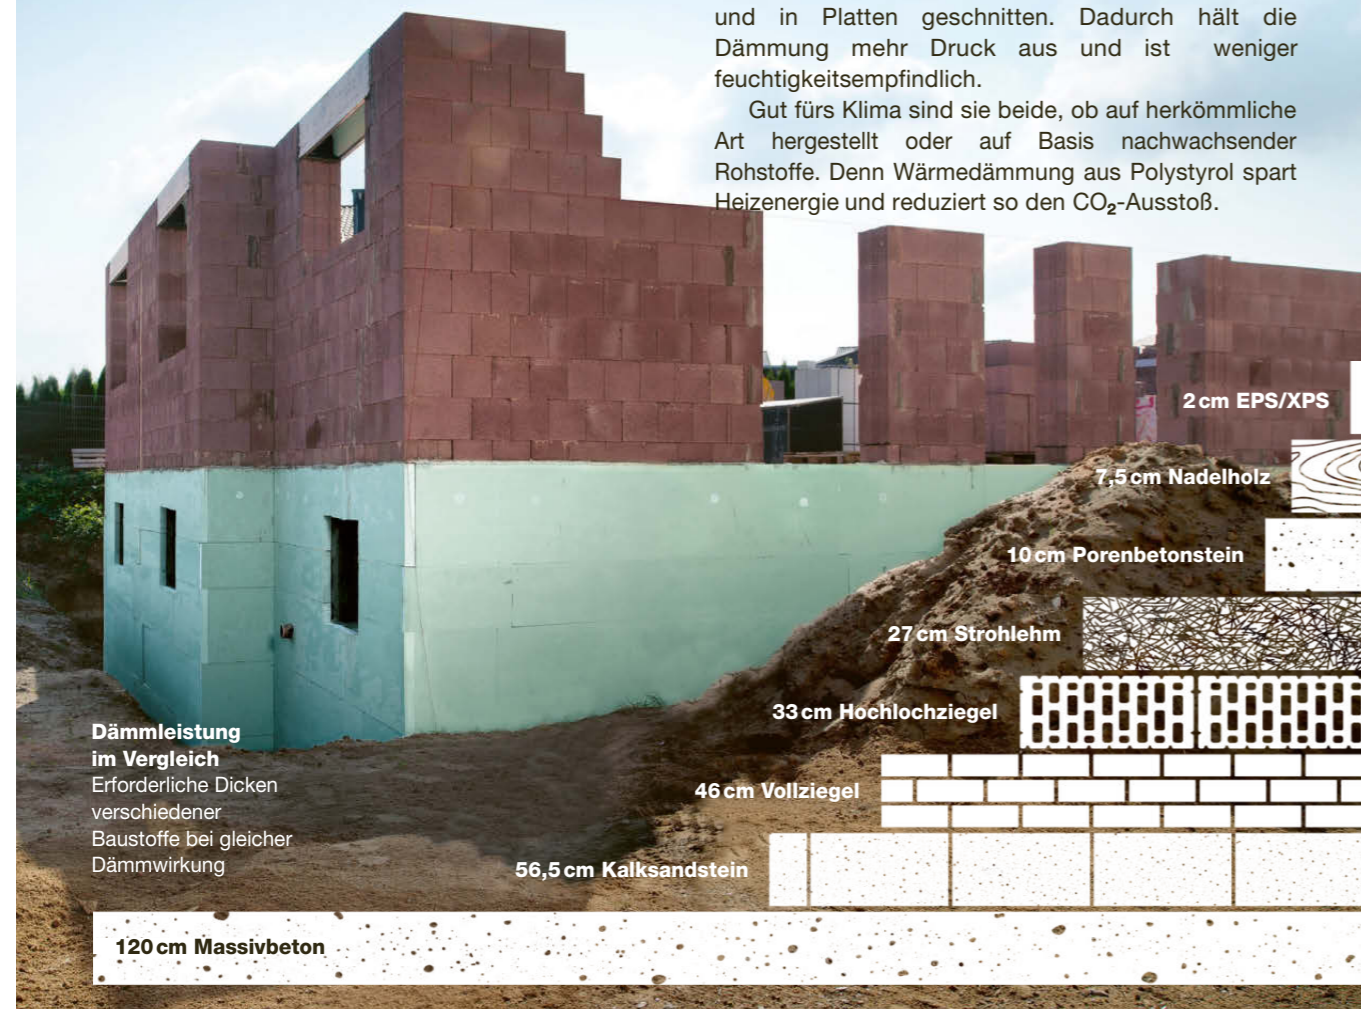 und in Platten geschnitten. Dadurch hält die
Dämmung mehr Druck aus und ist weniger
feuchtigkeitsempfindlich.
Gut fürs Klima sind sie beide, ob auf herkömmliche
Art hergestellt oder auf Basis nachwachsender
Rohstoffe. Denn Wärmedämmung aus Polystyrol spart
Heizenergie und reduziert so den CO₂-Ausstoß.
2 cm EPS/XPS
7,5 cm Nadelholz
10 cm Porenbetonstein
27 cm Strohlehm
33 cm Hochlochziegel
46 cm Vollziegel
56,5 cm Kalksandstein
120 cm Massivbeton
Dämmleistung
im Vergleich
Erforderliche Dicken
verschiedener
Baustoffe bei gleicher
Dämmwirkung